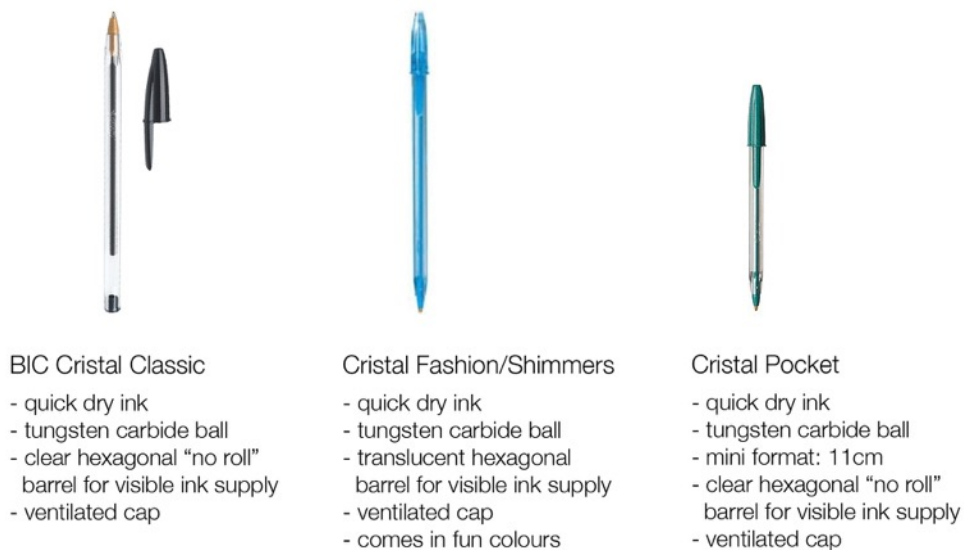 BIC Cristal Classic
- quick dry ink
- tungsten carbide ball
- clear hexagonal “no roll”
barrel for visible ink supply
- ventilated cap
Cristal Fashion/Shimmers
- quick dry ink
- tungsten carbide ball
- translucent hexagonal
barrel for visible ink supply
- ventilated cap
- comes in fun colours
Cristal Pocket
- quick dry ink
- tungsten carbide ball
- mini format: 11cm
- clear hexagonal “no roll”
barrel for visible ink supply
- ventilated cap